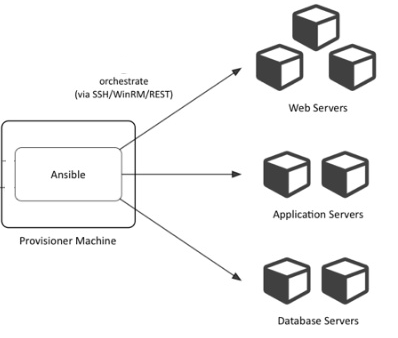 orchestrate
(via SSH/WinRM/REST)
Web Servers
Ansible
Application Servers
Provisioner Machine
Database Servers